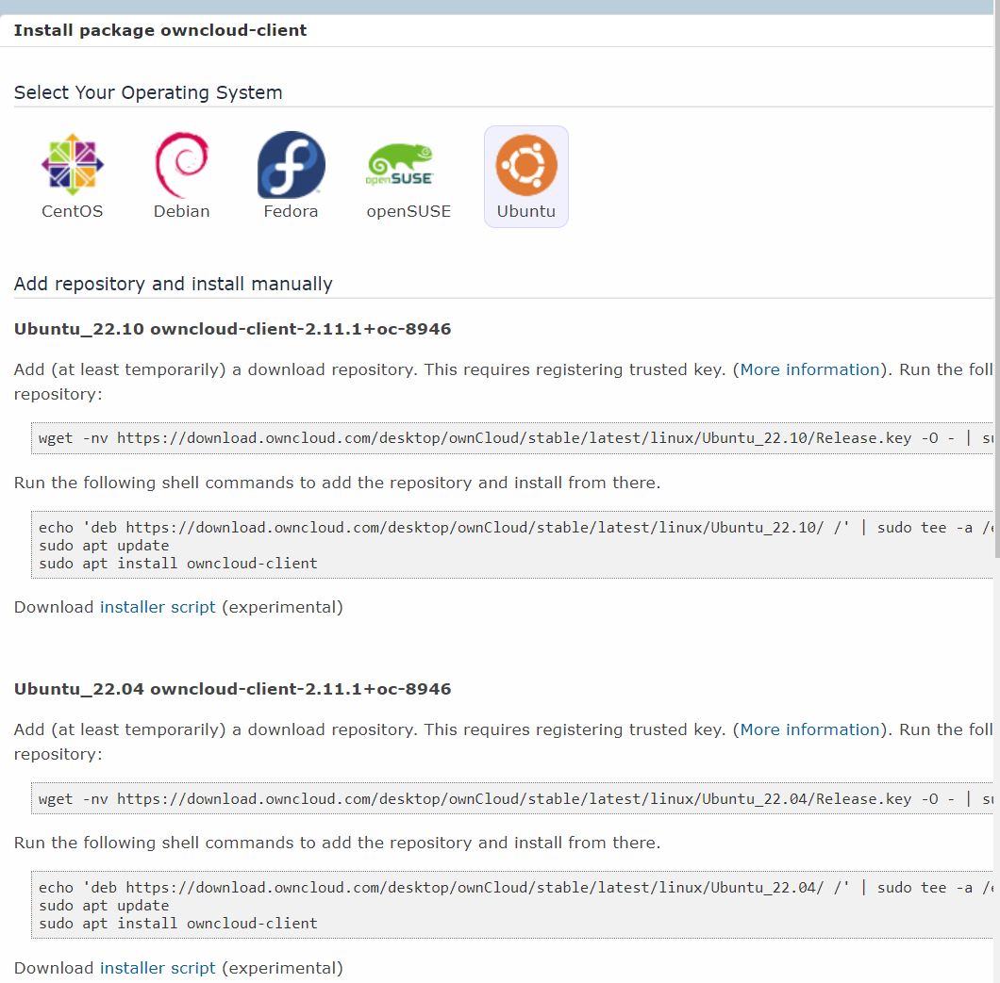 Install package owncloud-client
Select Your Operating System
openSUSE
CentOS Debian Fedora openSUSE Ubuntu
Add repository and install manually
Ubuntu_22.10 owncloud-client-2.11.1+oc-8946
Add (at least temporarily) a download repository. This requires registering trusted key. (More information). Run the
repository:
wget -nv https://download.owncloud.com/desktop/ownCloud/stable/latest/linux/Ubuntu_22.10/Release.key -O - |
Run the following shell commands to add the repository and install from there.
echo 'deb https://download.owncloud.com/desktop/ownCloud/stable/latest/linux/Ubuntu_22.10/ /' | sudo tee -a
sudo apt update
sudo apt install owncloud-client
Download installer script (experimental)
Ubuntu_22.04 owncloud-client-2.11.1+oc-8946
Add (at least temporarily) a download repository. This requires registering trusted key. (More information). Run the
repository:
wget -nv https://download.owncloud.com/desktop/ownCloud/stable/latest/linux/Ubuntu_22.04/Release.key -O - |
Run the following shell commands to add the repository and install from there.
echo 'deb https://download.owncloud.com/desktop/ownCloud/stable/latest/linux/Ubuntu_22.04/ /' | sudo tee -a
sudo apt update
sudo apt install owncloud-client
Download installer script (experimental)